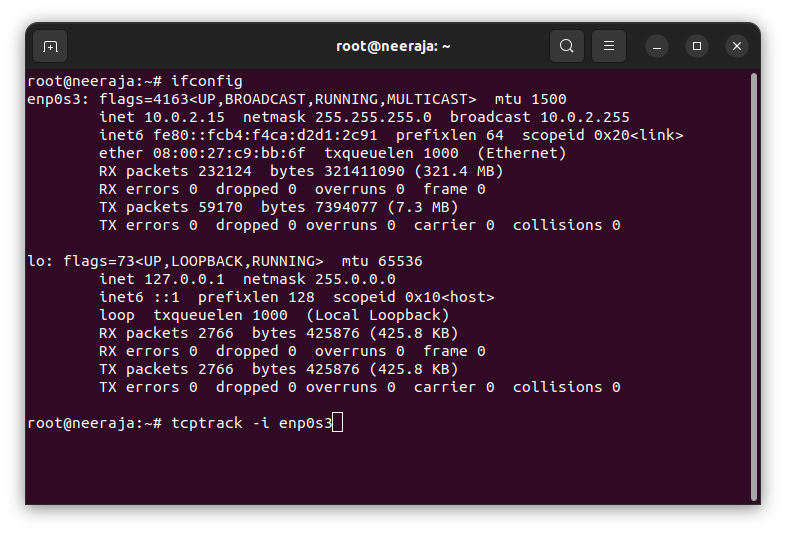 root@neeraja: ~
root@neeraja:~# ifconfig
enp0s3: flags=4163<UP,BROADCAST,RUNNING,MULTICAST>  mtu 1500
        inet 10.0.2.15  netmask 255.255.255.0  broadcast 10.0.2.255
        inet6 fe80::fcb4:f4ca:d2d1:2c91  prefixlen 64  scopeid 0x20<link>
        ether 08:00:27:c9:bb:6f  txqueuelen 1000  (Ethernet)
        RX packets 232124  bytes 321411090 (321.4 MB)
        RX errors 0  dropped 0  overruns 0  frame 0
        TX packets 59170  bytes 7394077 (7.3 MB)
        TX errors 0  dropped 0 overruns 0  carrier 0  collisions 0
lo: flags=73<UP,LOOPBACK,RUNNING>  mtu 65536
        inet 127.0.0.1  netmask 255.0.0.0
        inet6 ::1  prefixlen 128  scopeid 0x10<host>
        loop  txqueuelen 1000  (Local Loopback)
        RX packets 2766  bytes 425876 (425.8 KB)
        RX errors 0  dropped 0  overruns 0  frame 0
        TX packets 2766  bytes 425876 (425.8 KB)
        TX errors 0  dropped 0 overruns 0  carrier 0  collisions 0
root@neeraja:~# tcptrack -i enp0s3